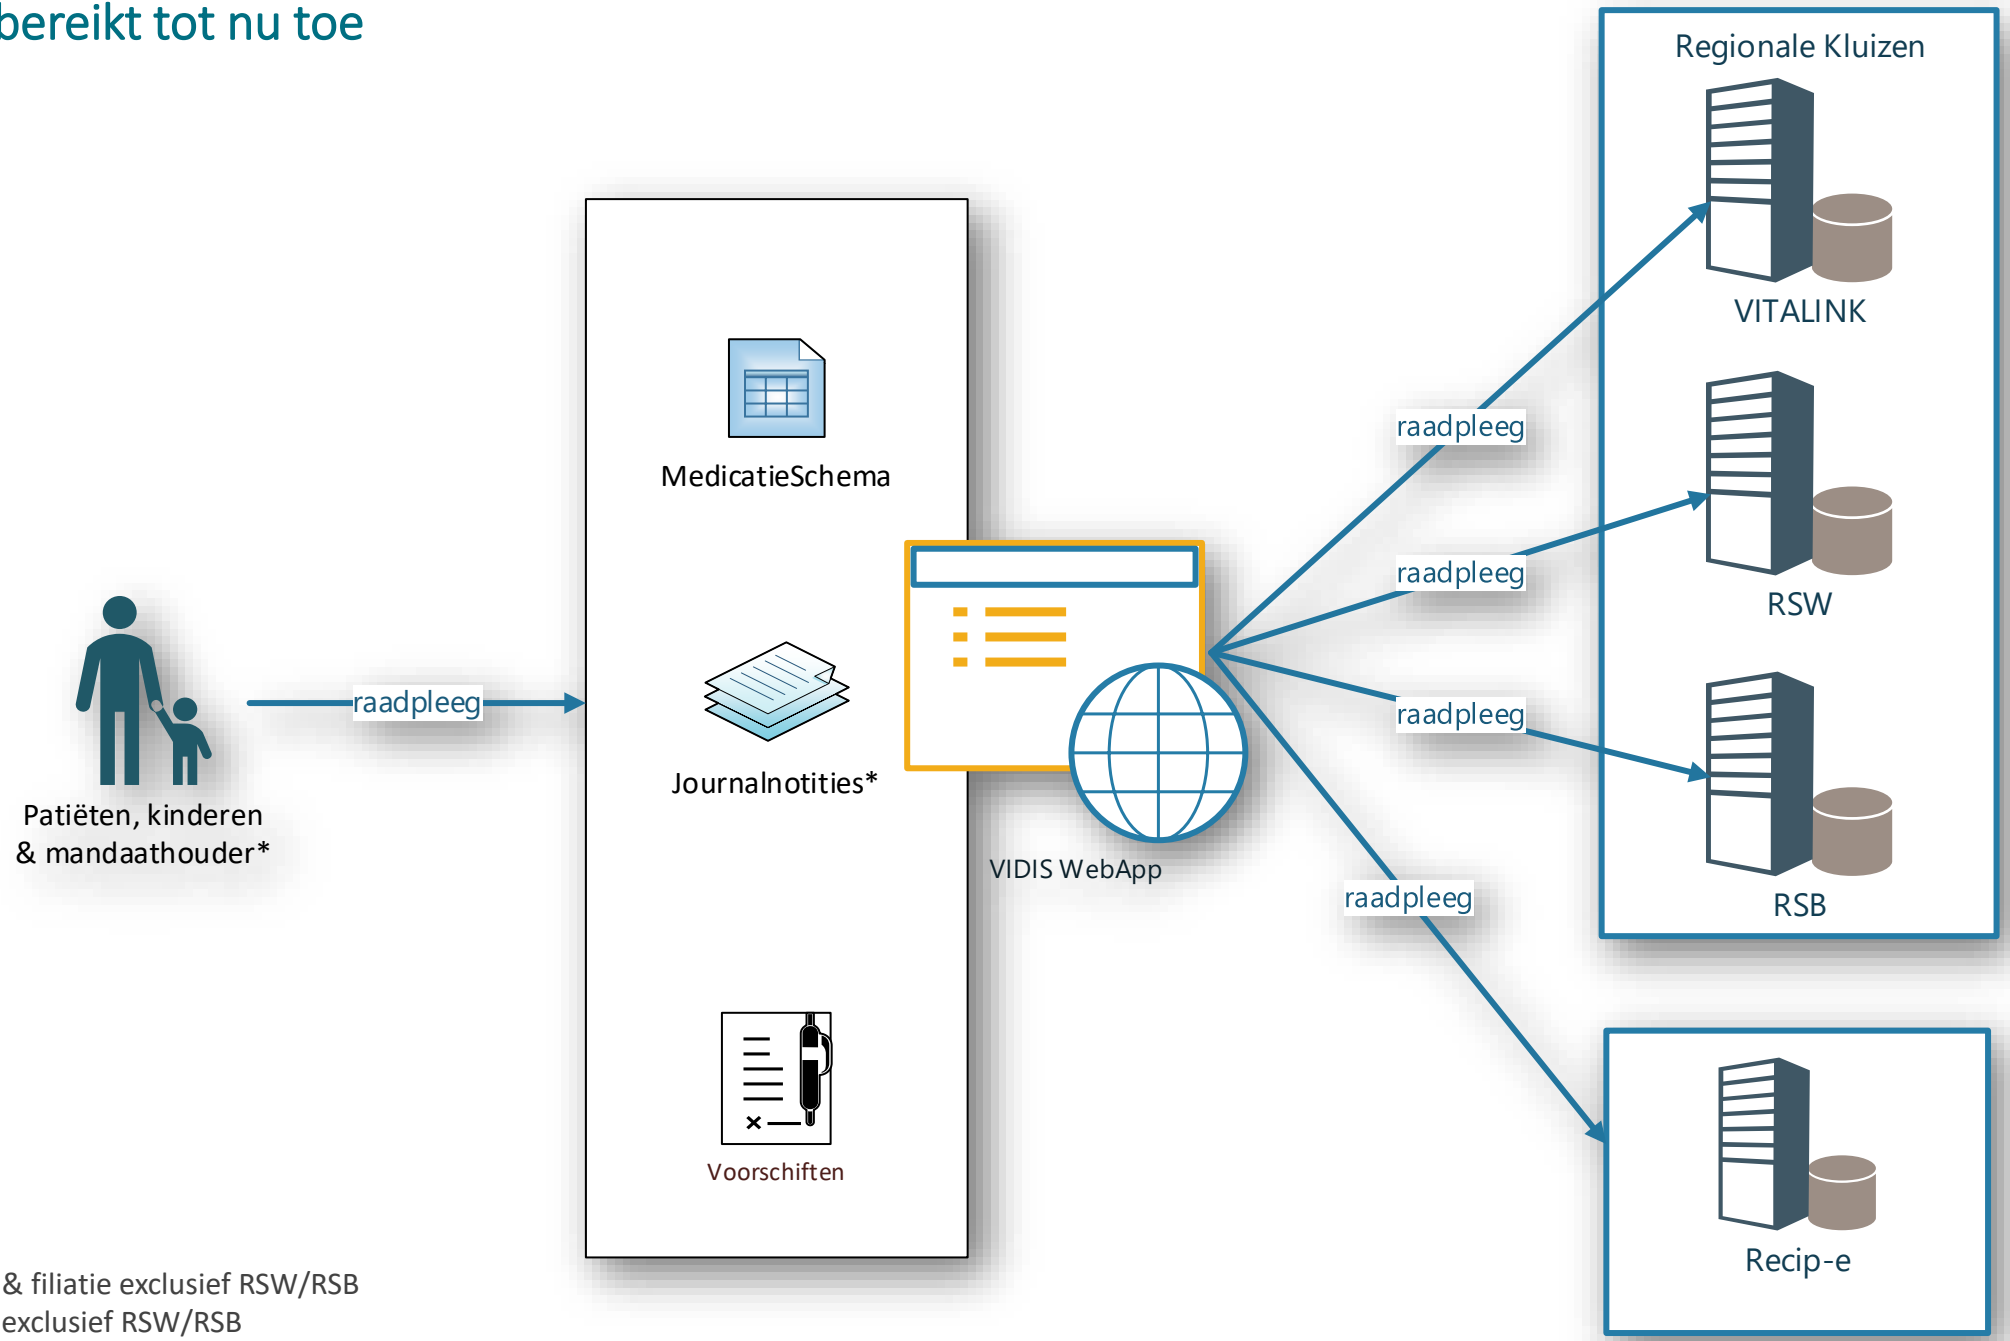 bereikt tot nu toe
Regionale Kluizen
VITALINK
raadpleeg
MedicatieSchema
raadpleeg
RSW
raadpleeg
raadpleeg
Journalnotities*
Patiëten, kinderen
& mandaathouder*
VIDIS WebApp
raadpleeg
RSB
Voorschiften
Recip-e
& filiatie exclusief RSW/RSB
exclusief RSW/RSB